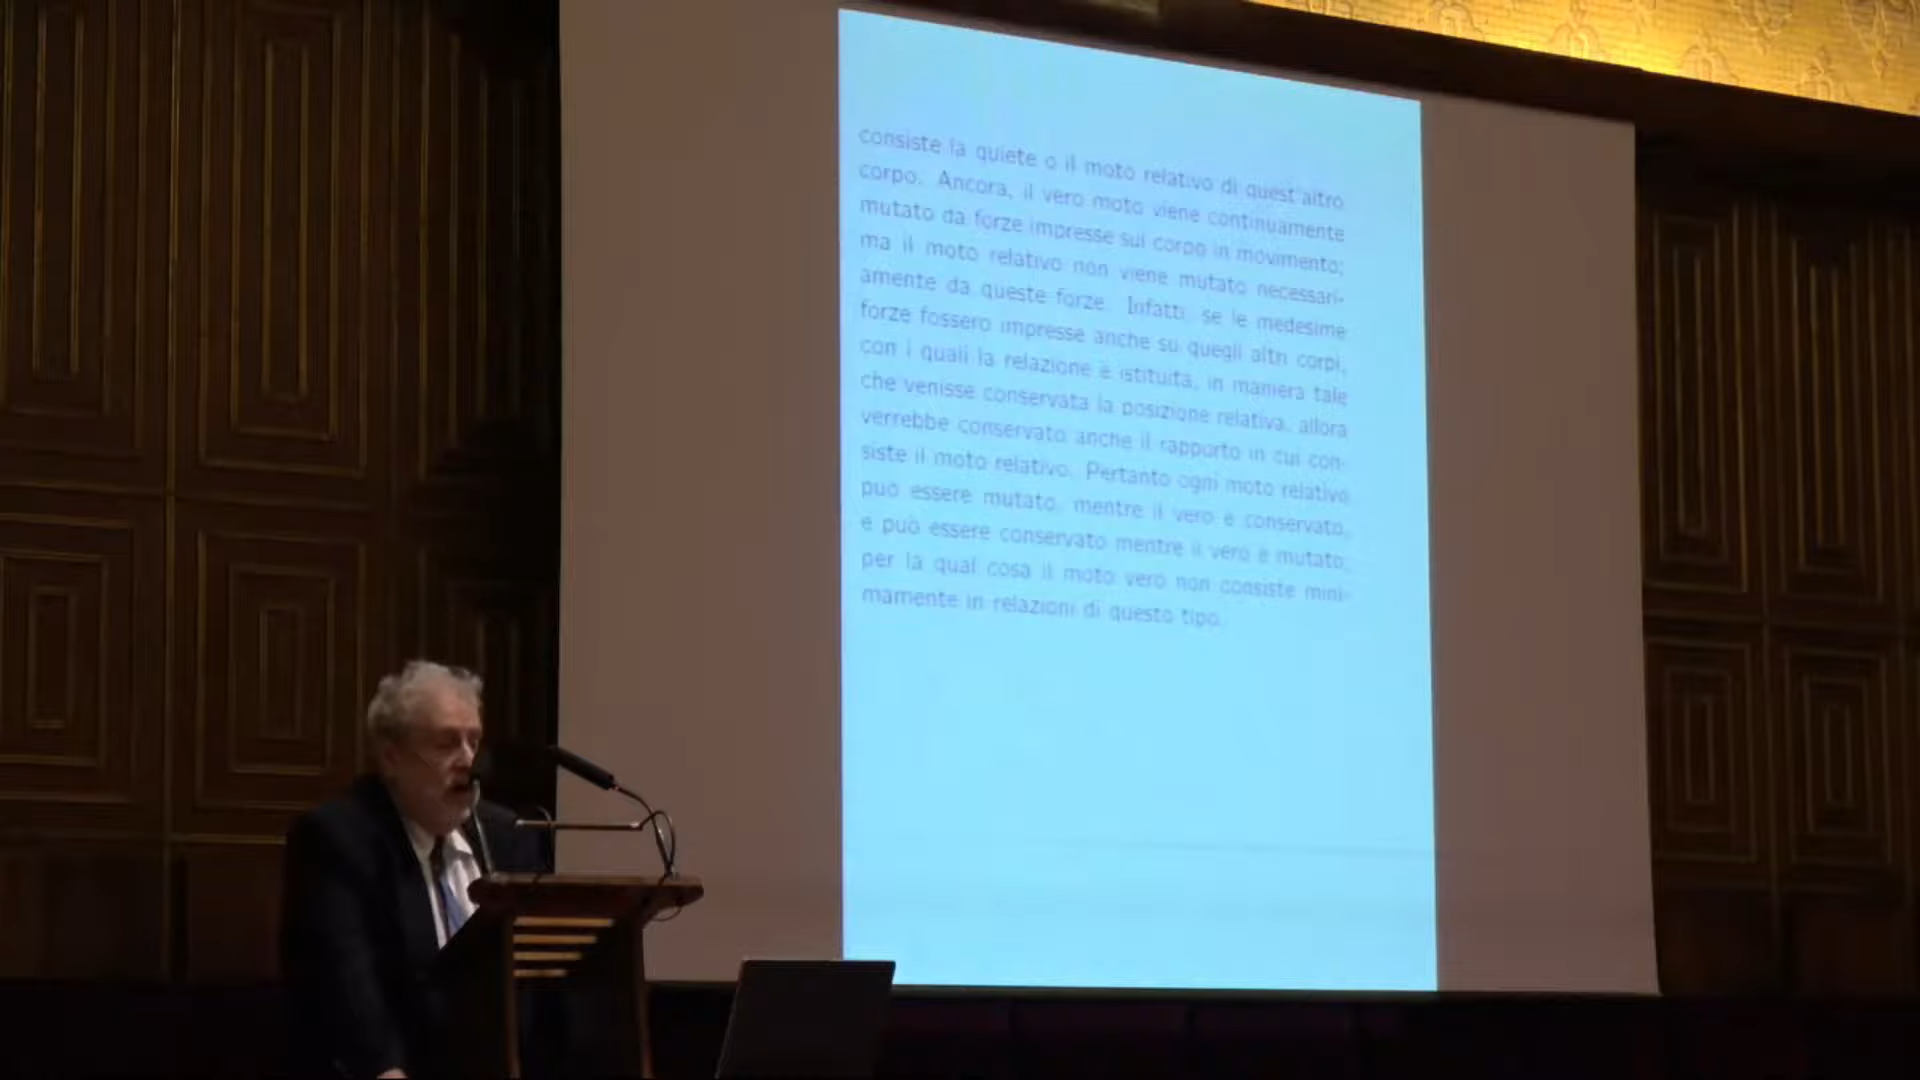 consiste la quiete o il moto relativo di quest'altro
corpo. Ancora, il vero moto viene continuamente
mutato da forze impresse sul corpo in movimento;
ma il moto relativo non viene mutato necessari-
amente da queste forze. Infatti, se le medesime
forze fossero impresse anche su quegli altri corpi,
con i quali la relazione è istituita, in maniera tale
che venisse conservata la posizione relativa, allora
verrebbe conservato anche il rapporto in cui con-
siste il moto relativo. Pertanto ogni moto relativo
può essere mutato, mentre il vero è conservato,
e può essere conservato mentre il vero è mutato;
per la qual cosa il moto vero non consiste mini-
mamente in relazioni di questo tipo.